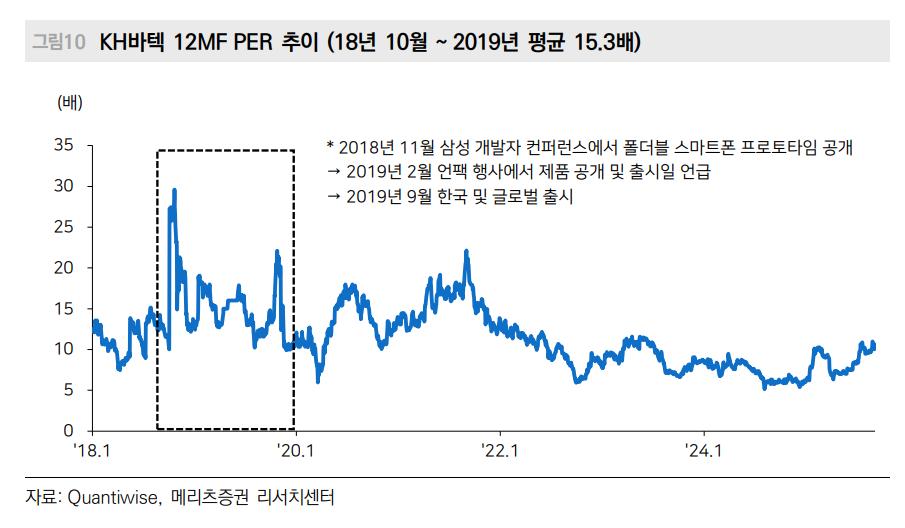 그림10 KH바텍 12MF PER 추이 (18년 10월 ~ 2019년 평균 15.3배)
(배)
* 2018년 11월 삼성 개발자 컨퍼런스에서 폴더블 스마트폰 프로토타임 공개
→ 2019년 2월 언팩 행사에서 제품 공개 및 출시일 언급
→ 2019년 9월 한국 및 글로벌 출시
35
30
25
20
15
10
5
0
'18.1 '20.1 '22.1 '24.1
자료: Quantiwise, 메리츠증권 리서치센터